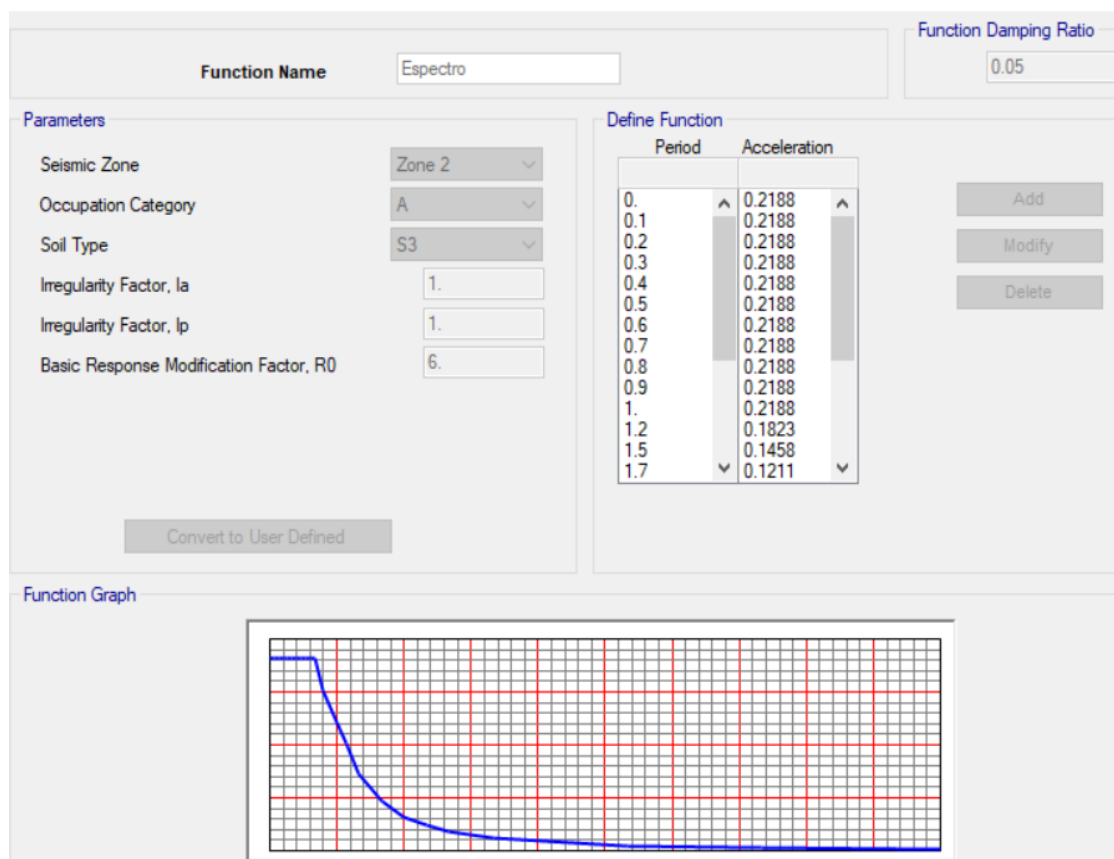 Function Damping Ratio
Function Name
Espectro
0.05
Parameters
Seismic Zone
Zone 2
Occupation Category
A
Soil Type
S3
Irregularity Factor, Ia
1.
Irregularity Factor, Ip
1.
Basic Response Modification Factor, R0
6.
Convert to User Defined
Define Function
Period Acceleration
0. 0.2188
0.1 0.2188
0.2 0.2188
0.3 0.2188
0.4 0.2188
0.5 0.2188
0.6 0.2188
0.7 0.2188
0.8 0.2188
0.9 0.2188
1. 0.2188
1.2 0.1823
1.5 0.1458
1.7 0.1211
Add
Modify
Delete
Function Graph